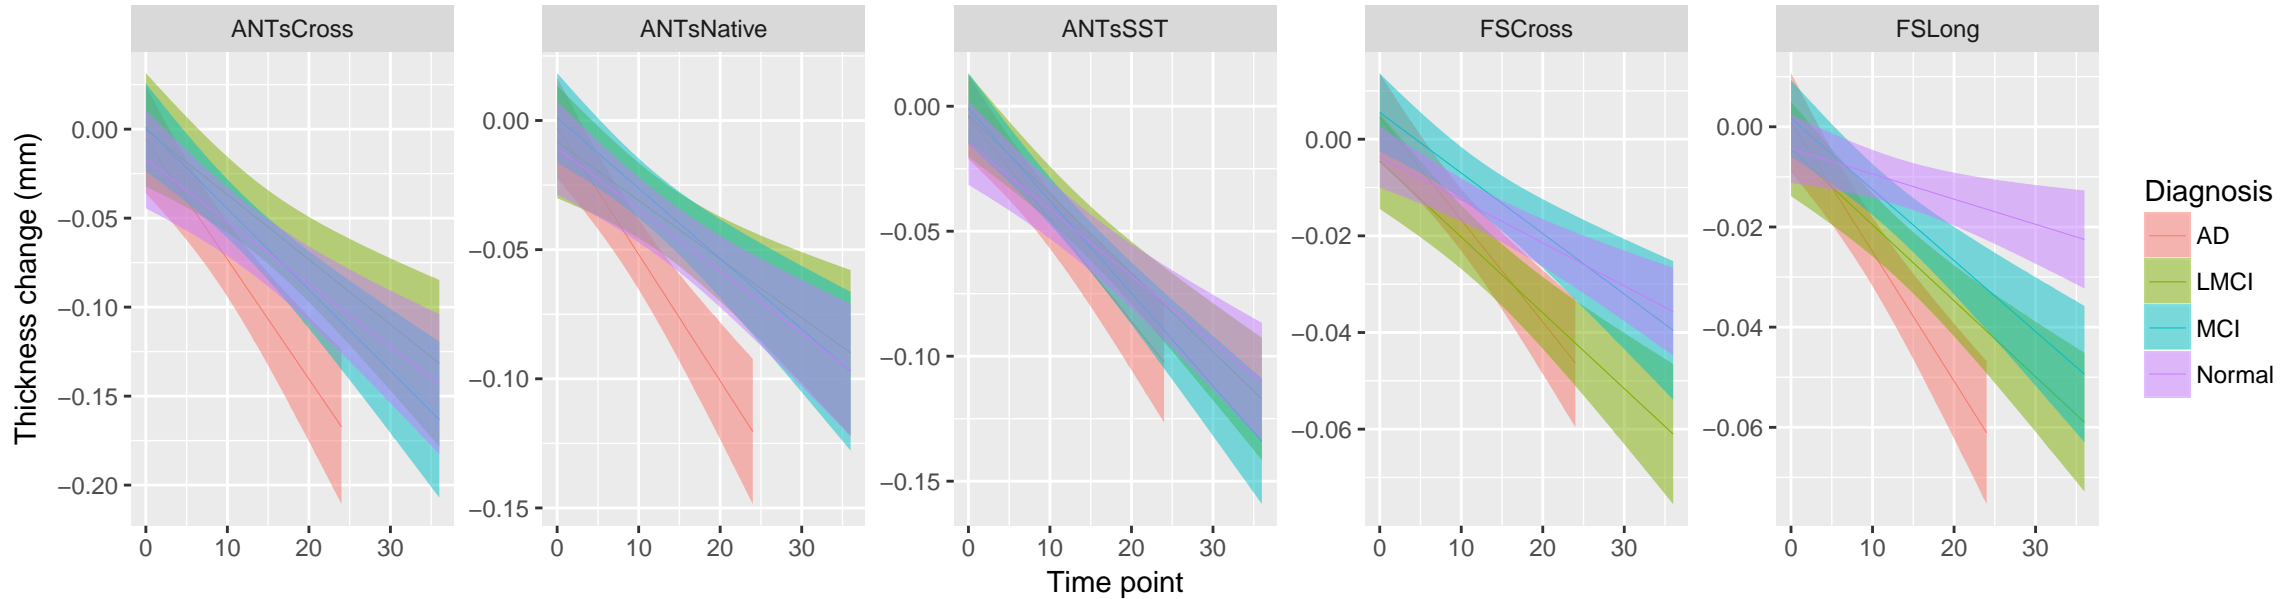 ANTsCross ANTsNative ANTsSST FSCross FSLong
Thickness change (mm)
0.00
−0.05
−0.10
−0.15
−0.20
0.00
−0.05
−0.10
−0.15
0.00
−0.05
−0.10
−0.15
0.00
−0.02
−0.04
−0.06
0.00
−0.02
−0.04
−0.06
0 10 20 30 0 10 20 30 0 10 20 30 0 10 20 30 0 10 20 30
Time point
Diagnosis
AD
LMCI
MCI
Normal